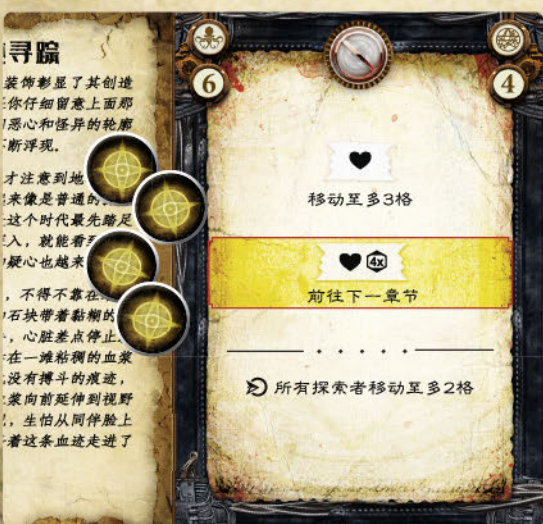 寻踪
装饰彰显了其创造
你仔细留意上面那
恶心和怪异的轮廓
断浮现。
才注意到地
来像是普通的
这个时代最先踏足
入，就能看到
疑心也越来
，不得不靠在
石块带着黏糊的
，心脏差点停止
在一滩粘稠的血浆
没有搏斗的痕迹，
浆向前延伸到视野
，生怕从同伴脸上
着这条血迹走进了
6
4
移动至多3格
4x
前往下一章节
所有探索者移动至多2格